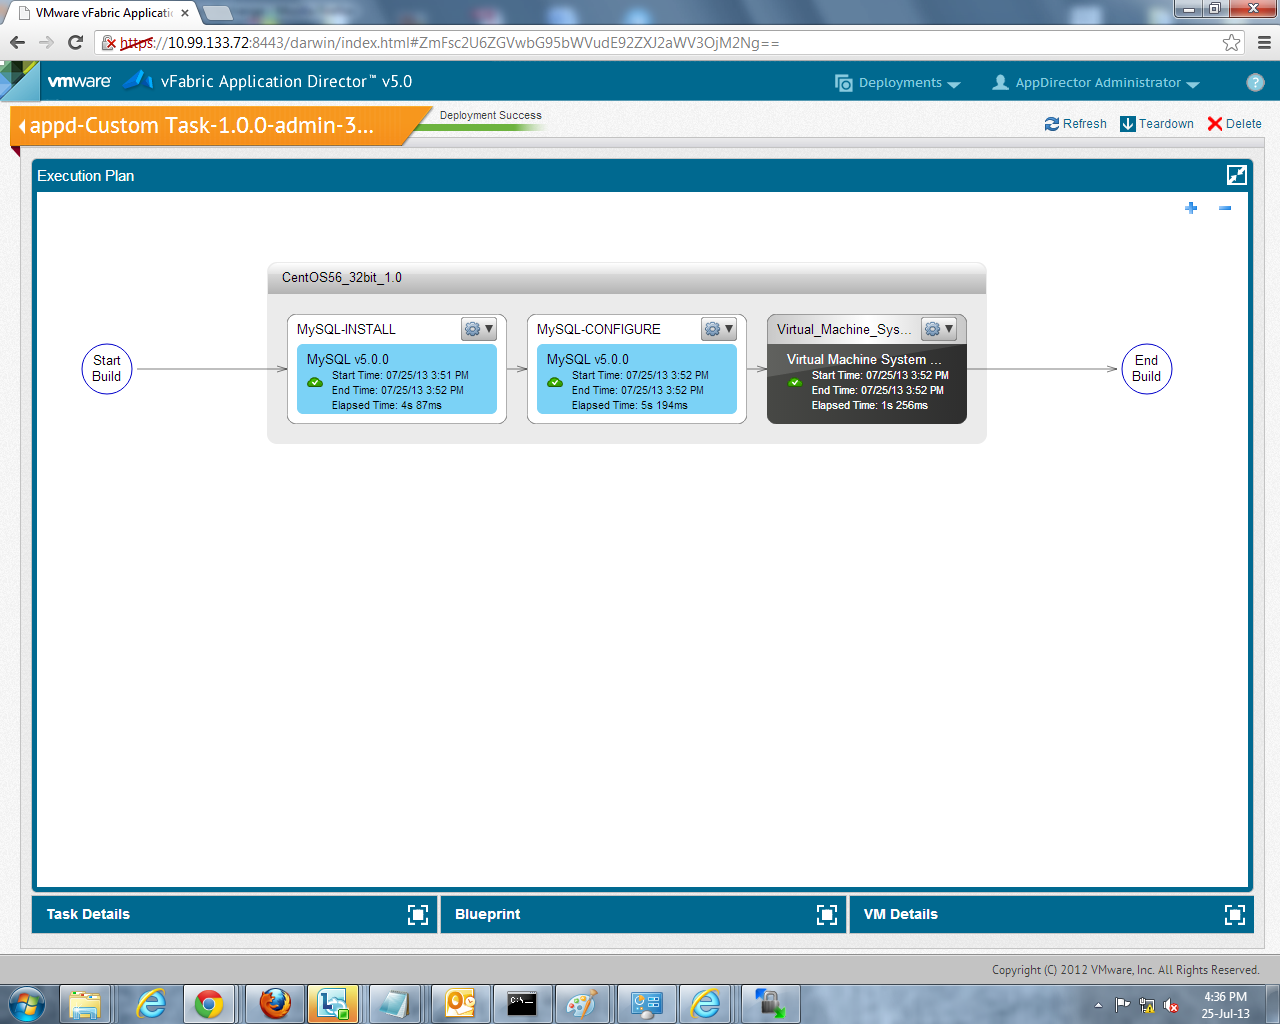 VMware vFabric Applicatio
https://10.99.133.72:8443/darwin/index.html#ZmFsc2U6ZGVwbG95bWVudE92ZXJ2aWV3OjM2Ng==
vmware vFabric Application Director™ v5.0
Deployments
AppDirector Administrator
?
appd-Custom Task-1.0.0-admin-3...
Deployment Success
Refresh
Teardown
Delete
Execution Plan
CentOS56_32bit_1.0
Start
Build
MySQL-INSTALL
MySQL v5.0.0
Start Time: 07/25/13 3:51 PM
End Time: 07/25/13 3:52 PM
Elapsed Time: 4s 87ms
MySQL-CONFIGURE
MySQL v5.0.0
Start Time: 07/25/13 3:52 PM
End Time: 07/25/13 3:52 PM
Elapsed Time: 5s 194ms
Virtual_Machine_Sys...
Virtual Machine System ...
Start Time: 07/25/13 3:52 PM
End Time: 07/25/13 3:52 PM
Elapsed Time: 1s 256ms
End
Build
Task Details
Blueprint
VM Details
Copyright (C) 2012 VMware, Inc. All Rights Reserved.
4:36 PM
25-Jul-13